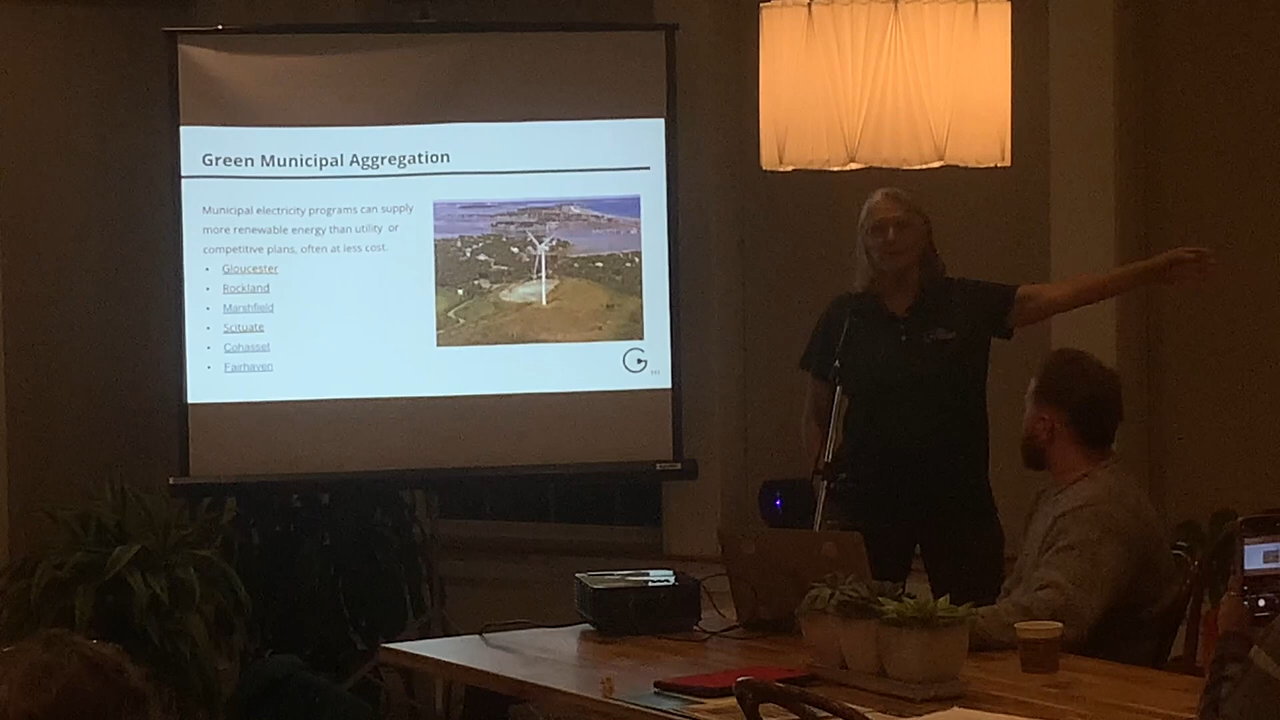 Green Municipal Aggregation
Municipal electricity programs can supply
more renewable energy than utility or
competitive plans, often at less cost.
• Gloucester
• Rockland
• Marshfield
• Scituate
• Cohasset
• Fairhaven